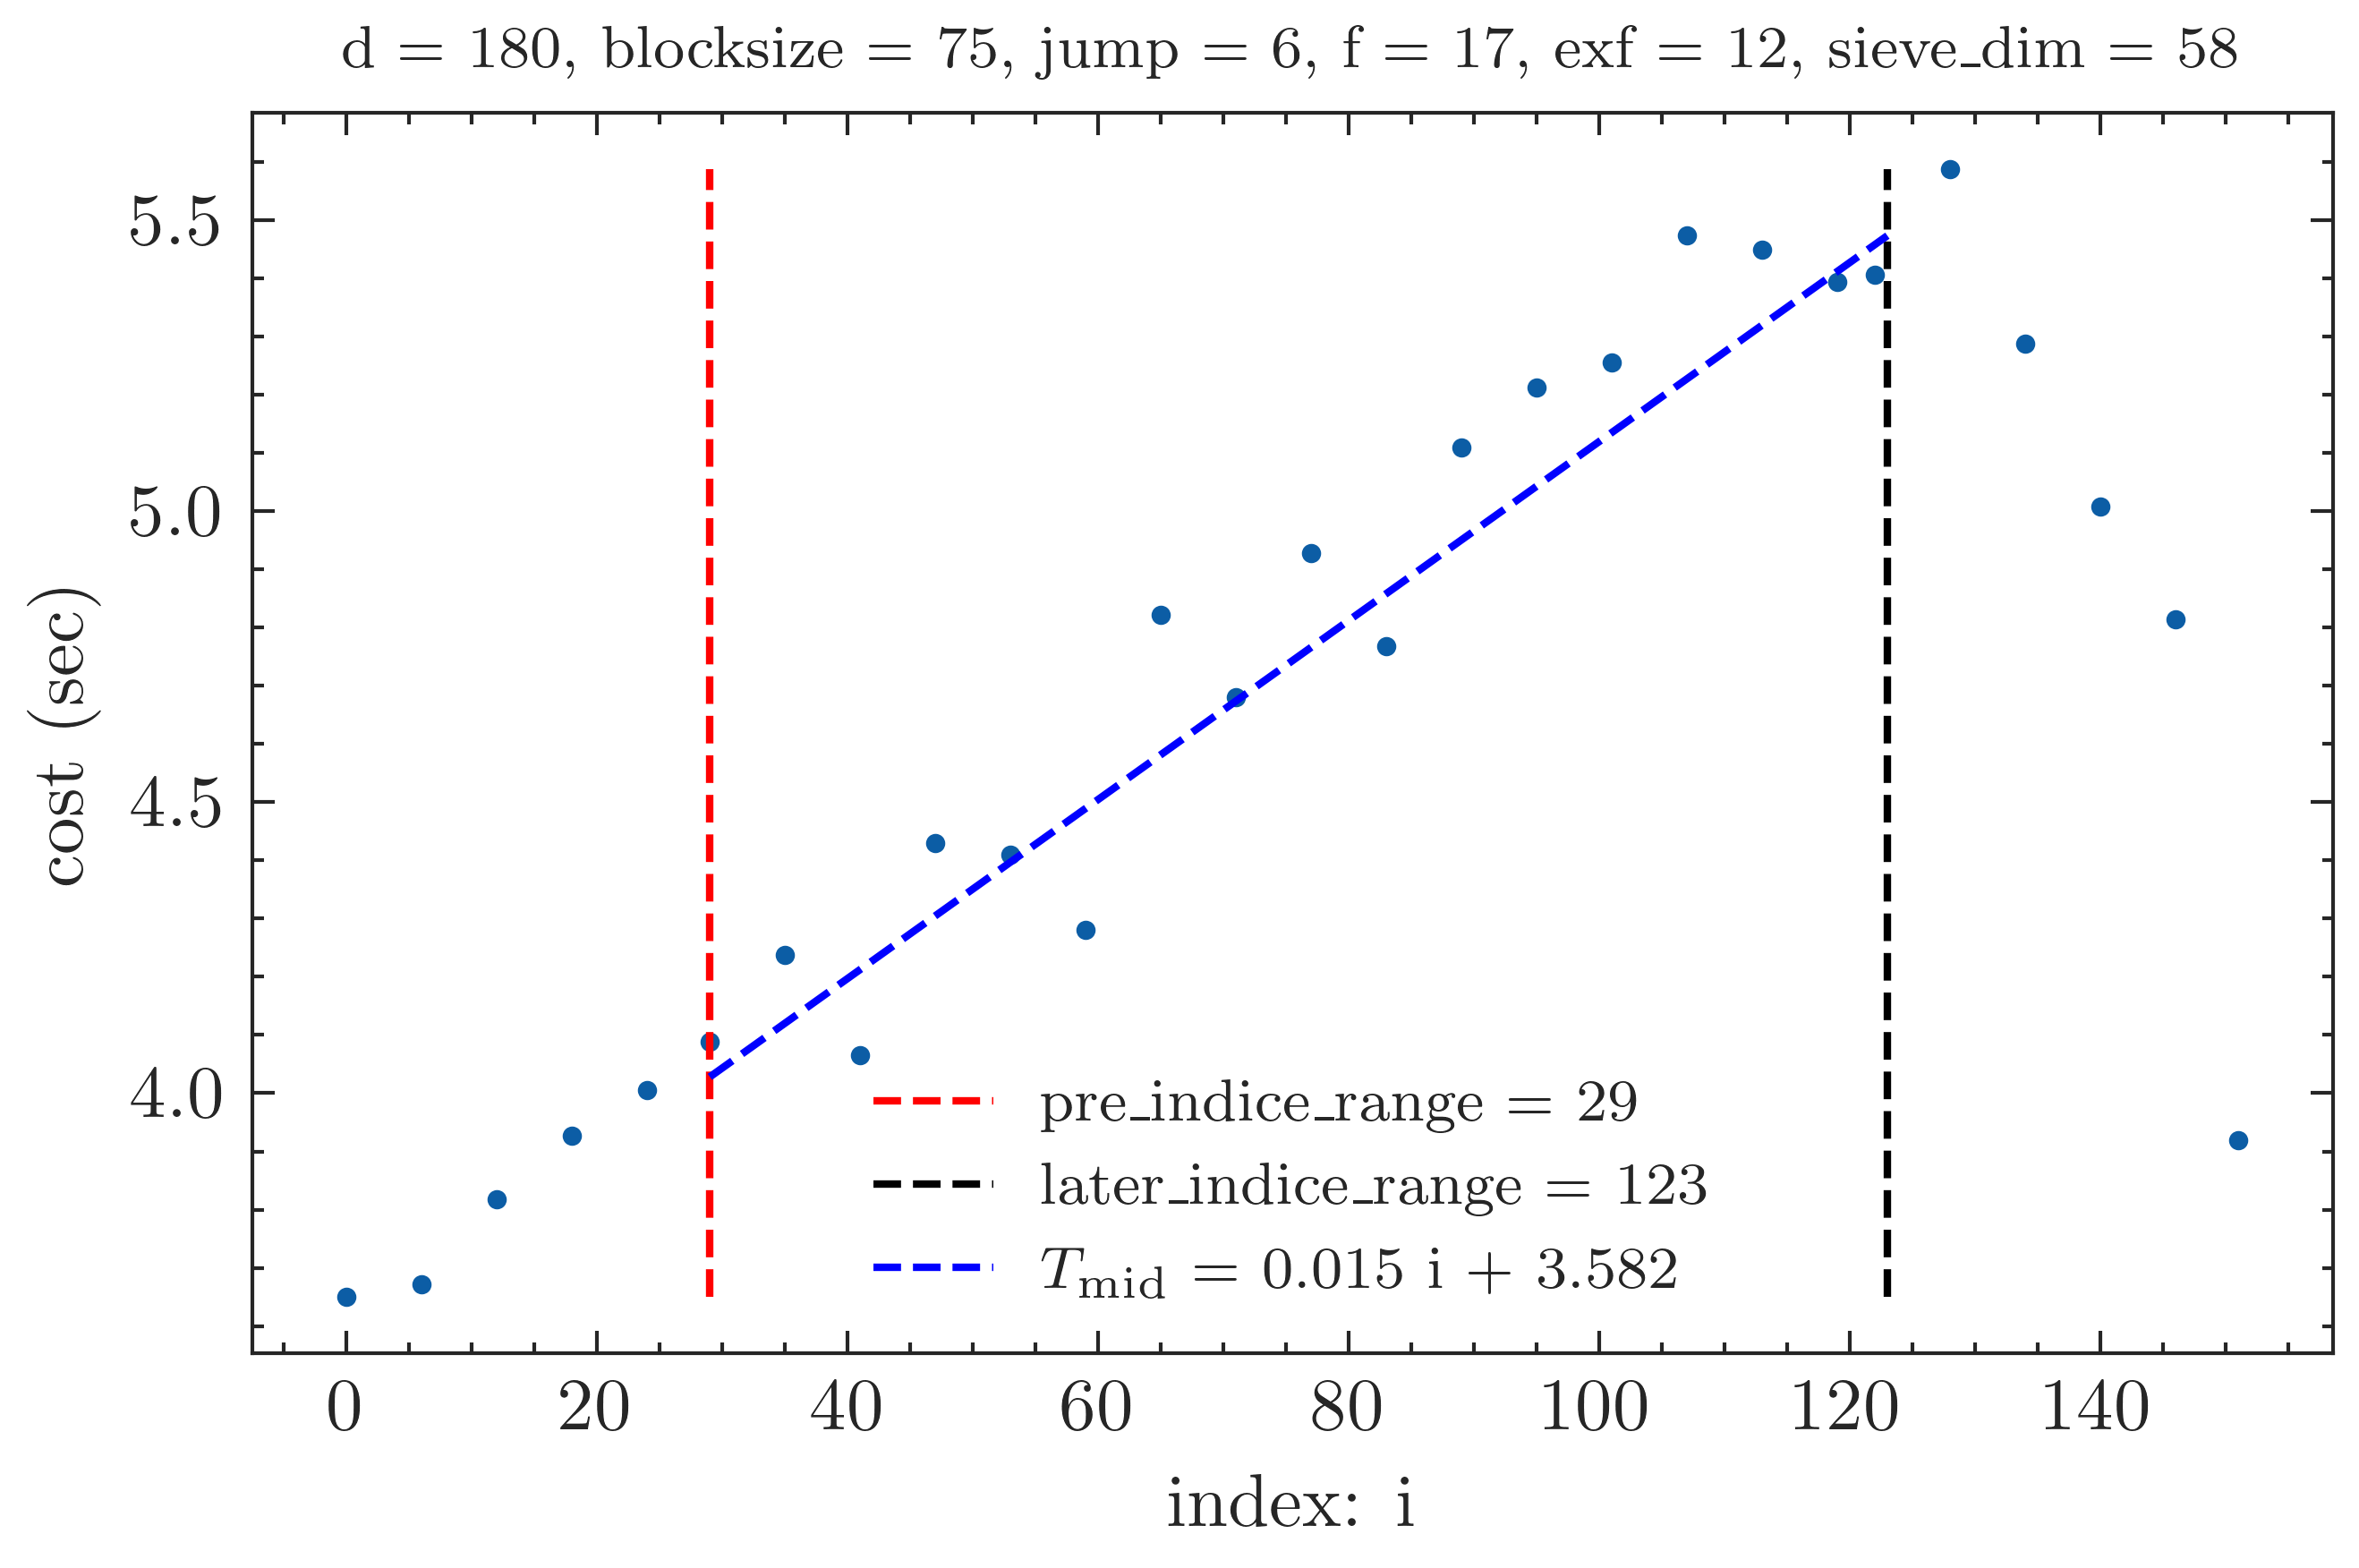 d = 180, blocksize = 75, jump = 6, f = 17, exf = 12, sieve_dim = 58
5.5
5.0
4.5
4.0
cost (sec)
pre_indice_range = 29
later_indice_range = 123
T_mid = 0.015 i + 3.582
0 20 40 60 80 100 120 140
index: i